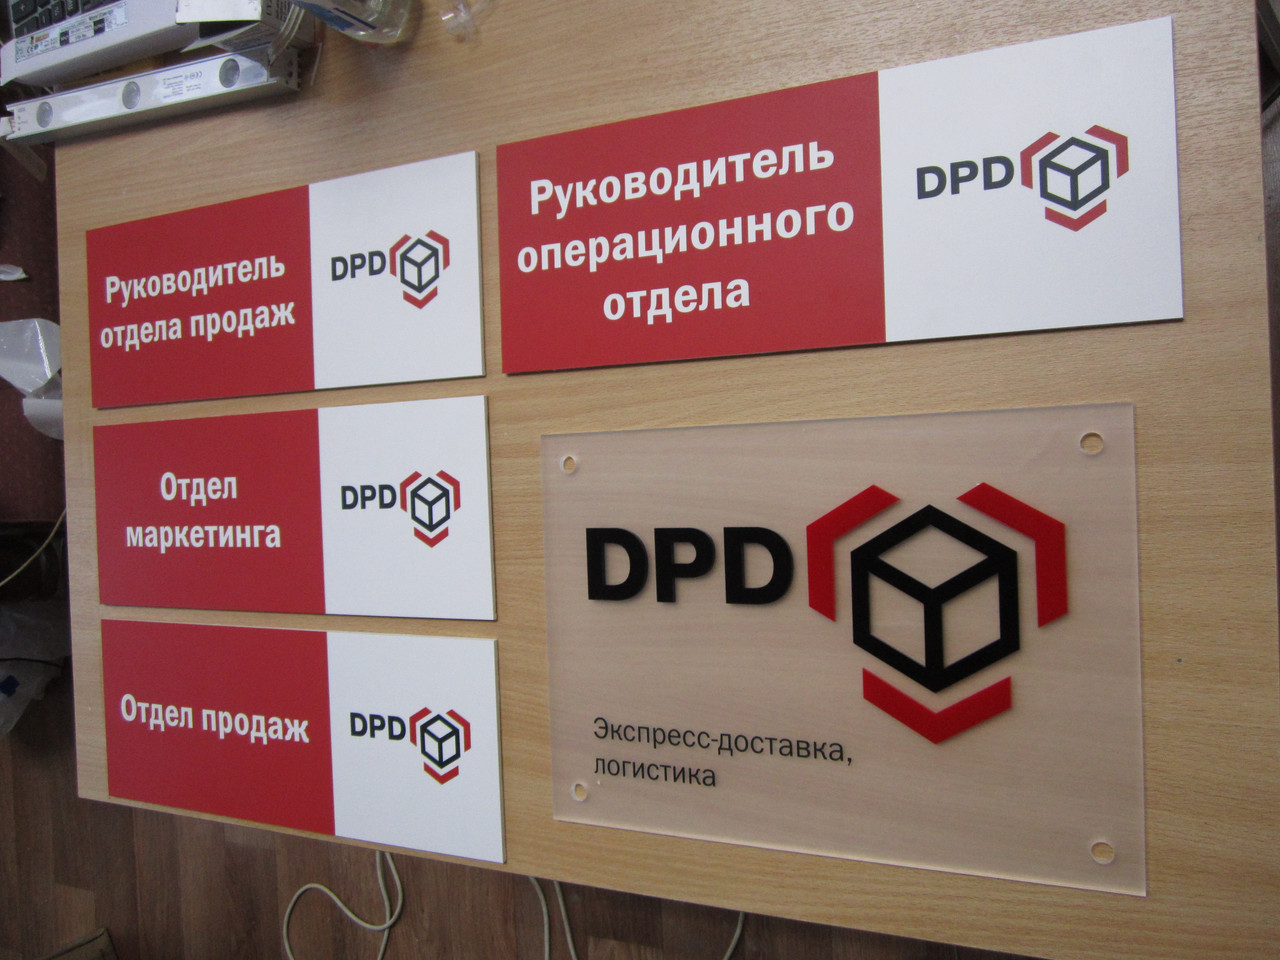 Руководитель
отдела продаж
DPD
Руководитель
операционного
отдела
DPD
Отдел
маркетинга
DPD
Отдел продаж
DPD
DPD
Экспресс-доставка,
логистика